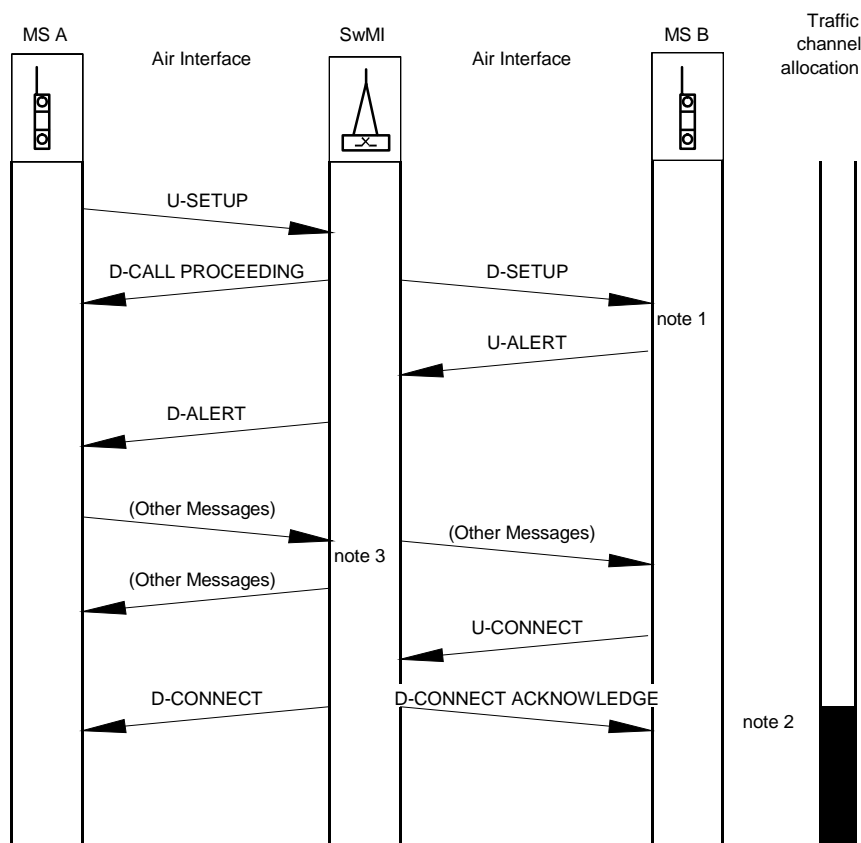 Traffic
channel
allocation
MS A
SwMI
MS B
Air Interface
Air Interface
U-SETUP
D-CALL PROCEEDING
D-SETUP
note 1
U-ALERT
D-ALERT
(Other Messages)
(Other Messages)
note 3
(Other Messages)
U-CONNECT
D-CONNECT
D-CONNECT ACKNOWLEDGE
note 2